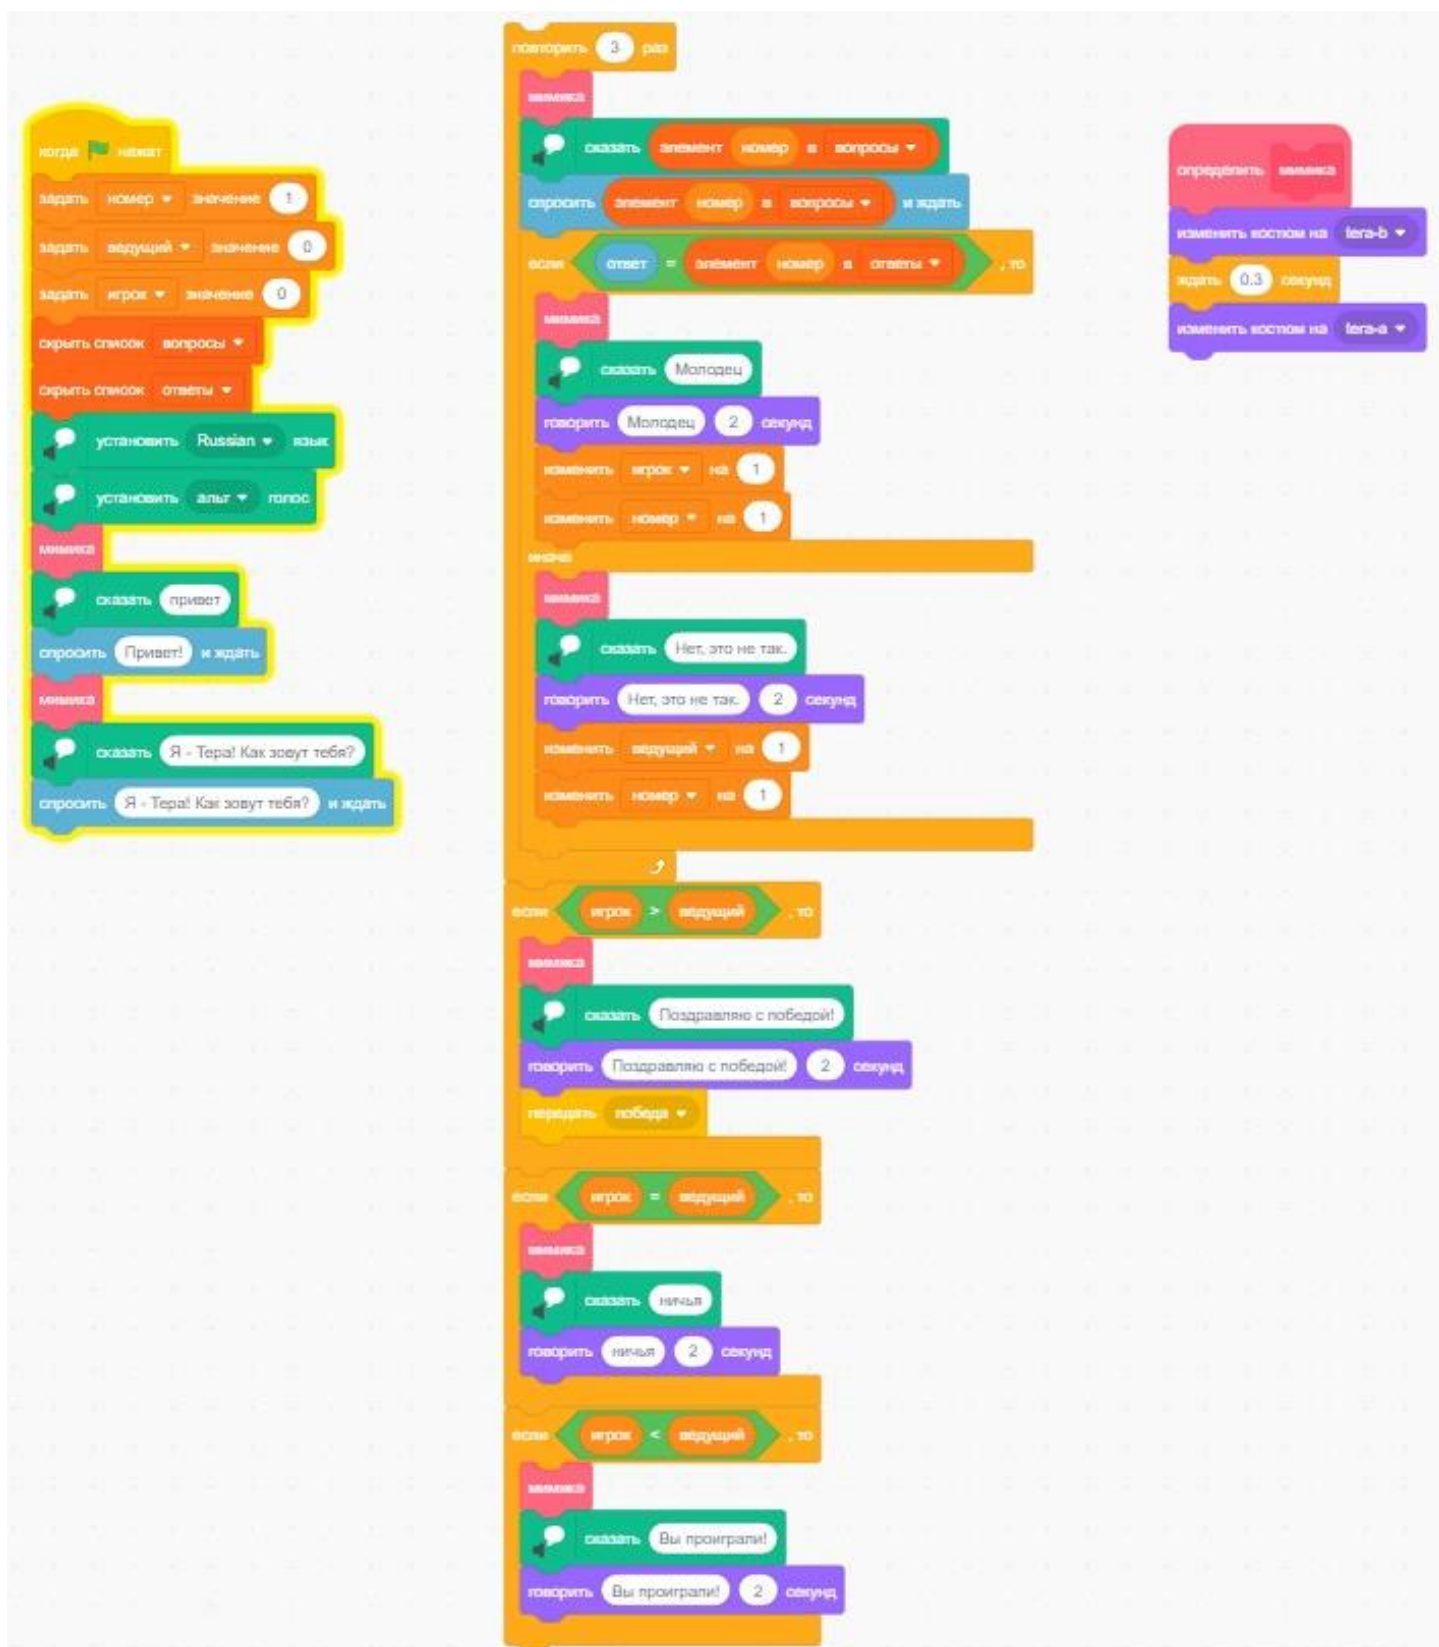 когда нажат
задать номер значение 1
задать ведущий значение 0
задать игрок значение 0
скрыть список вопросы
скрыть список ответы
установить Russian язык
установить альт голос
мимика
сказать привет
спросить Привет! и ждать
мимика
сказать Я - Тера! Как зовут тебя?
спросить Я - Тера! Как зовут тебя? и ждать
повторить 3 раз
мимика
сказать элемент номер в вопросы
спросить элемент номер в вопросы и ждать
если ответ = элемент номер в ответы , то
мимика
сказать Молодец
говорить Молодец 2 секунд
изменить игрок на 1
изменить номер на 1
иначе
мимика
сказать Нет, это не так.
говорить Нет, это не так. 2 секунд
изменить ведущий на 1
изменить номер на 1
если игрок > ведущий , то
мимика
сказать Поздравляю с победой!
говорить Поздравляю с победой! 2 секунд
передать победа
если игрок = ведущий , то
мимика
сказать ничья
говорить ничья 2 секунд
если игрок < ведущий , то
мимика
сказать Вы проиграли!
говорить Вы проиграли! 2 секунд
определить мимика
изменить костюм на tera-b
ждать 0.3 секунд
изменить костюм на tera-a